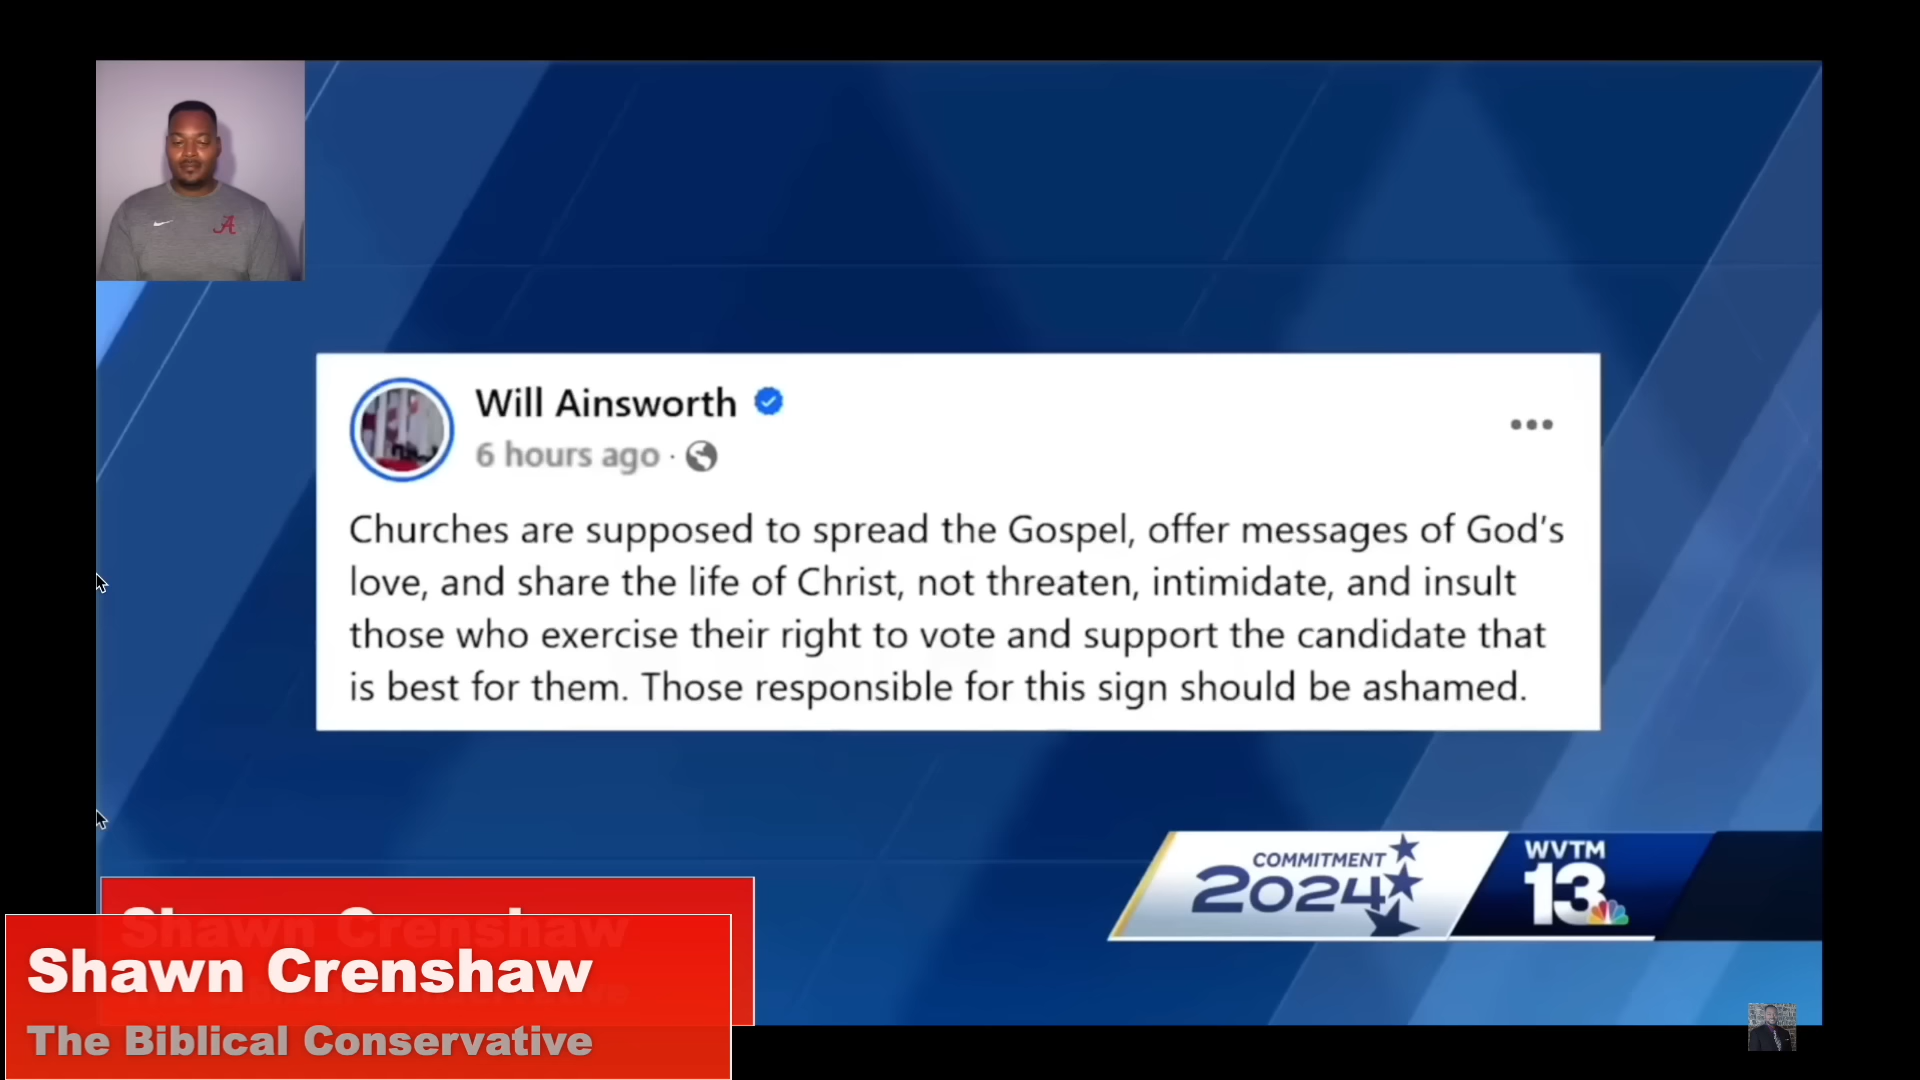 Will Ainsworth
6 hours ago ·
Churches are supposed to spread the Gospel, offer messages of God's
love, and share the life of Christ, not threaten, intimidate, and insult
those who exercise their right to vote and support the candidate that
is best for them. Those responsible for this sign should be ashamed.
COMMITMENT
2024
WVTM
13
Shawn Crenshaw
Shawn Crenshaw
The Biblical Conservative